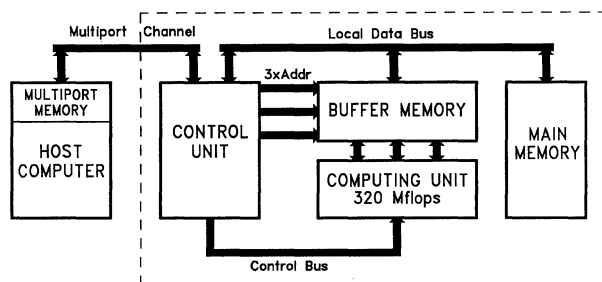 Multiport Channel
Local Data Bus
3xAddr
MULTIPORT
MEMORY
HOST
COMPUTER
CONTROL
UNIT
BUFFER MEMORY
COMPUTING UNIT
320 Mflops
MAIN
MEMORY
Control Bus